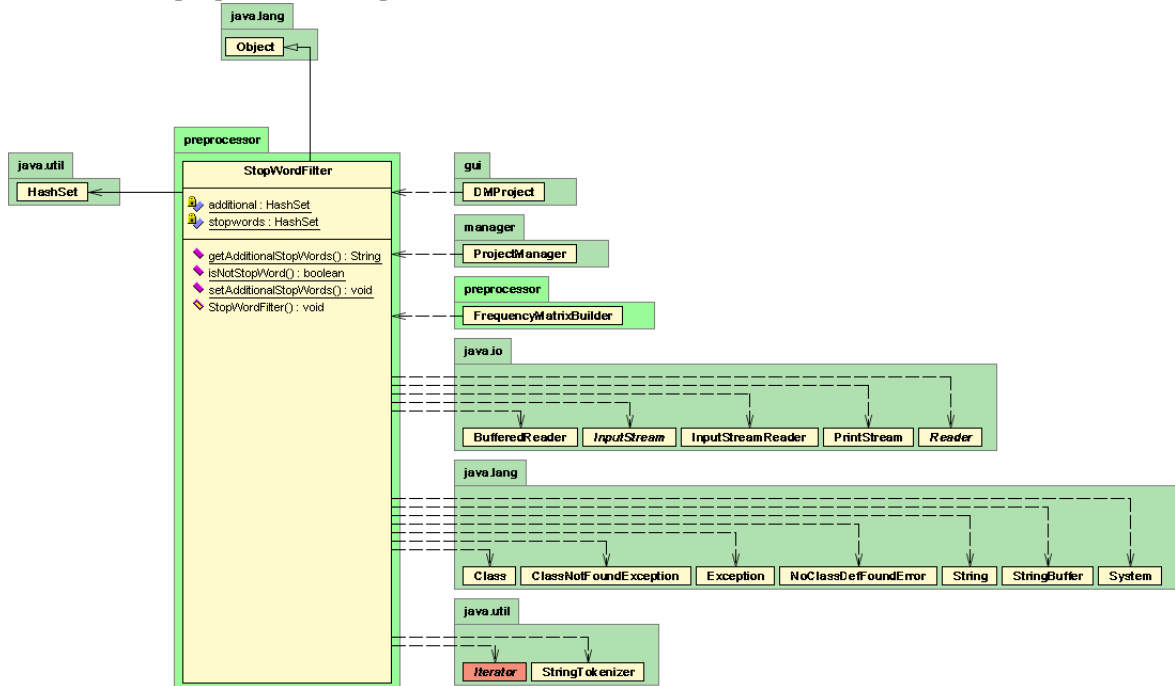 java.lang
Object
preprocessor
StopWordFilter
java.util
HashSet
additional : HashSet
stopwords : HashSet
getAdditionalStopWords() : String
isNotStopWord() : boolean
setAdditionalStopWords() : void
StopWordFilter() : void
gui
DMProject
manager
ProjectManager
preprocessor
FrequencyMatrixBuilder
java.io
BufferedReader InputStream InputStreamReader PrintStream Reader
java.lang
Class ClassNotFoundException Exception NoClassDefFoundError String StringBuffer System
java.util
Iterator StringTokenizer